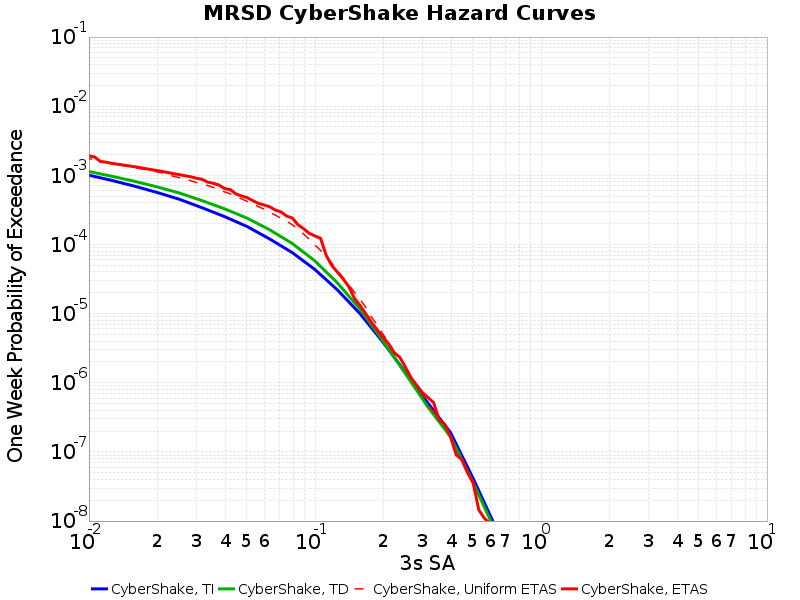 MRSD CyberShake Hazard Curves
One Week Probability of Exceedance
10-1
10-2
10-3
10-4
10-5
10-6
10-7
10-8
10-2 2 3 4 5 6 10-1 2 3 4 5 6 7 100 2 3 4 5 6 7 101
3s SA
CyberShake, TI CyberShake, TD CyberShake, Uniform ETAS CyberShake, ETAS